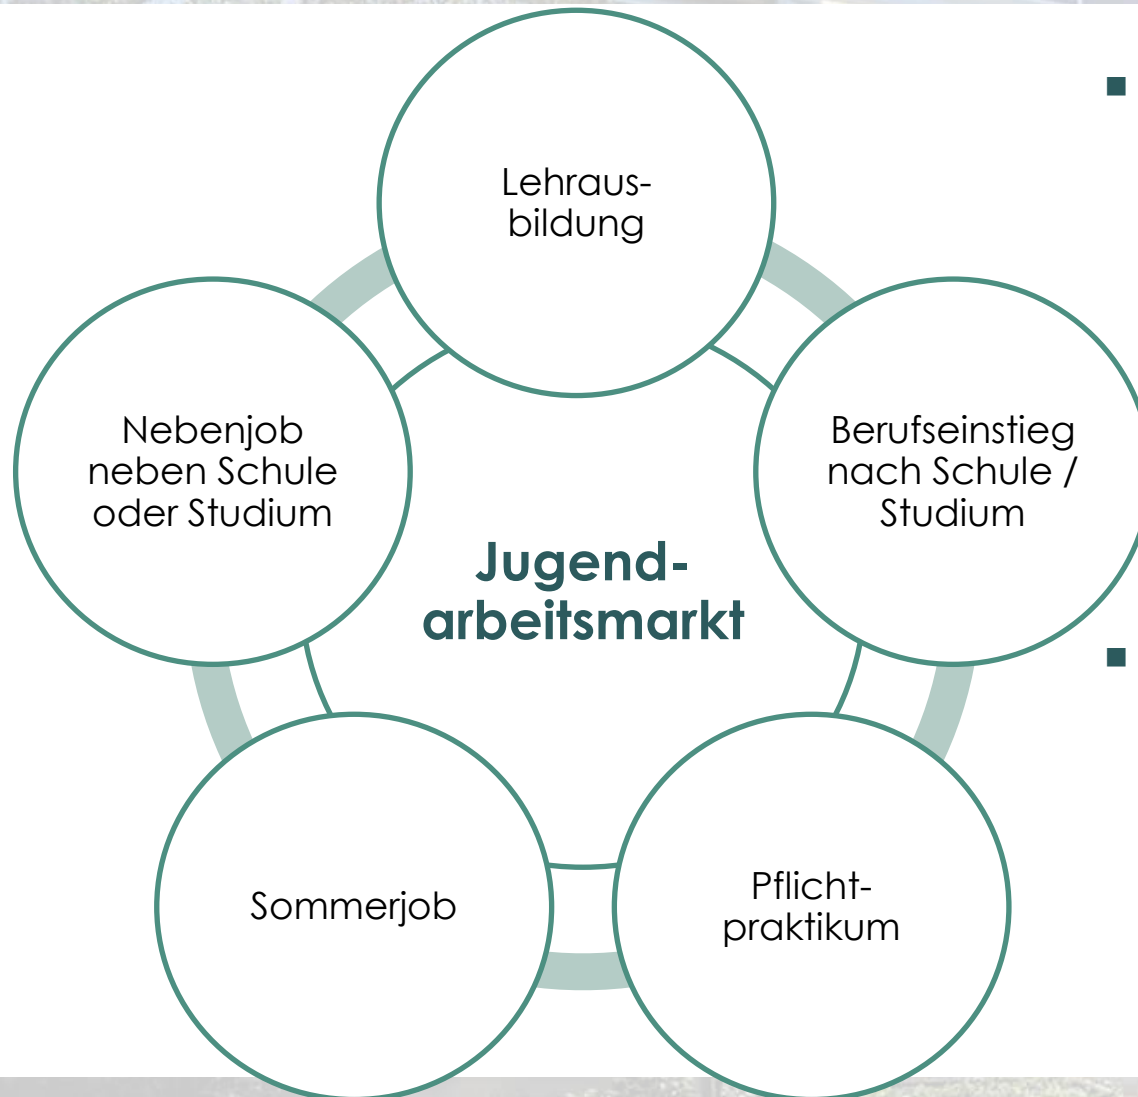 Lehraus-
bildung
Nebenjob
neben Schule
oder Studium
Berufseinstieg
nach Schule /
Studium
Jugend-
arbeitsmarkt
Sommerjob
Pflicht-
praktikum